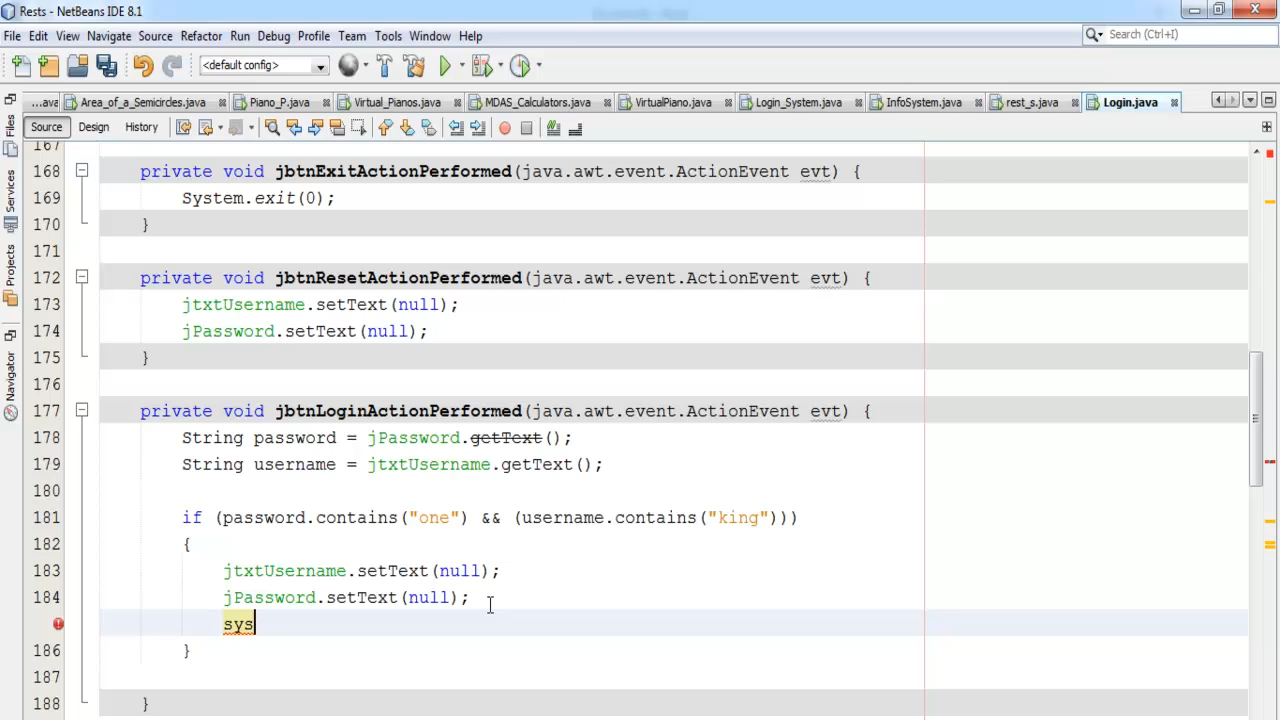 Rests - NetBeans IDE 8.1
File Edit View Navigate Source Refactor Run Debug Profile Team Tools Window Help
Search (Ctrl+I)
<default config>
...ava Area_of_a_Semicirdes.java Piano_P.java Virtual_Pianos.java MDAS_Calculators.java VirtualPiano.java Login_System.java InfoSystem.java rest_s.java Login.java
Source Design History
Files
Services
Projects
Navigator
167
168 private void jbtnExitActionPerformed(java.awt.event.ActionEvent evt) {
169 System.exit(0);
170 }
171
172 private void jbtnResetActionPerformed(java.awt.event.ActionEvent evt) {
173 jtxtUsername.setText(null);
174 jPassword.setText(null);
175 }
176
177 private void jbtnLoginActionPerformed(java.awt.event.ActionEvent evt) {
178 String password = jPassword.getText();
179 String username = jtxtUsername.getText();
180
181 if (password.contains("one") && (username.contains("king")))
182 {
183 jtxtUsername.setText(null);
184 jPassword.setText(null);
sys
186 }
187
188 }